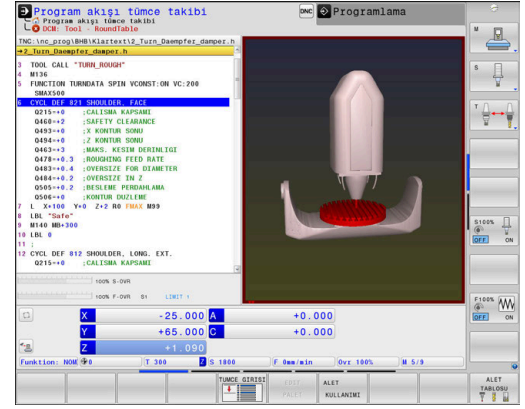 Program akışı tümce takibi
Program akışı tümce takibi
DCM: Tool - RoundTable
DNC
Programlama
TNC:\nc_prog\BHB\Klartext\2_Turn_Daempfer_damper.h
→2_Turn_Daempfer_damper.h
3 TOOL CALL "TURN_ROUGH"
4 M136
5 FUNCTION TURNDATA SPIN VCONST:ON VC:200
SMAX500
6 CYCL DEF 821 SHOULDER, FACE
Q215=+0 ;CALISMA KAPSAMI
Q460=+2 ;SAFETY CLEARANCE
Q493=+0 ;X KONTUR SONU
Q494=+0 ;Z KONTUR SONU
Q463=+3 ;MAKS. KESIM DERINLIGI
Q478=+0.3 ;ROUGHING FEED RATE
Q483=+0.4 ;OVERSIZE FOR DIAMETER
Q484=+0.2 ;OVERSIZE IN Z
Q505=+0.2 ;BESLEME PERDAHLAMA
Q506=+0 ;KONTUR DUZLEME
7 L X+100 Y+0 Z+2 R0 FMAX M99
8 LBL "Safe"
9 M140 MB+300
10 LBL 0
11 ;
12 CYCL DEF 812 SHOULDER, LONG. EXT.
Q215=+0 ;CALISMA KAPSAMI
100% S-OVR
100% F-OVR S1 LIMIT 1
X -25.000 A +0.000
Y +65.000 C +0.000
Z +1.090
Funktion: NOM 0 T 300 Z S 1800 F 0mm/min Ovr 100% M 5/9
TUMCE GIRISI
EDIT
PALET
ALET
KULLANIMI
ALET
TABLOSU
M
S
T
S100%
OFF ON
F100%
OFF ON